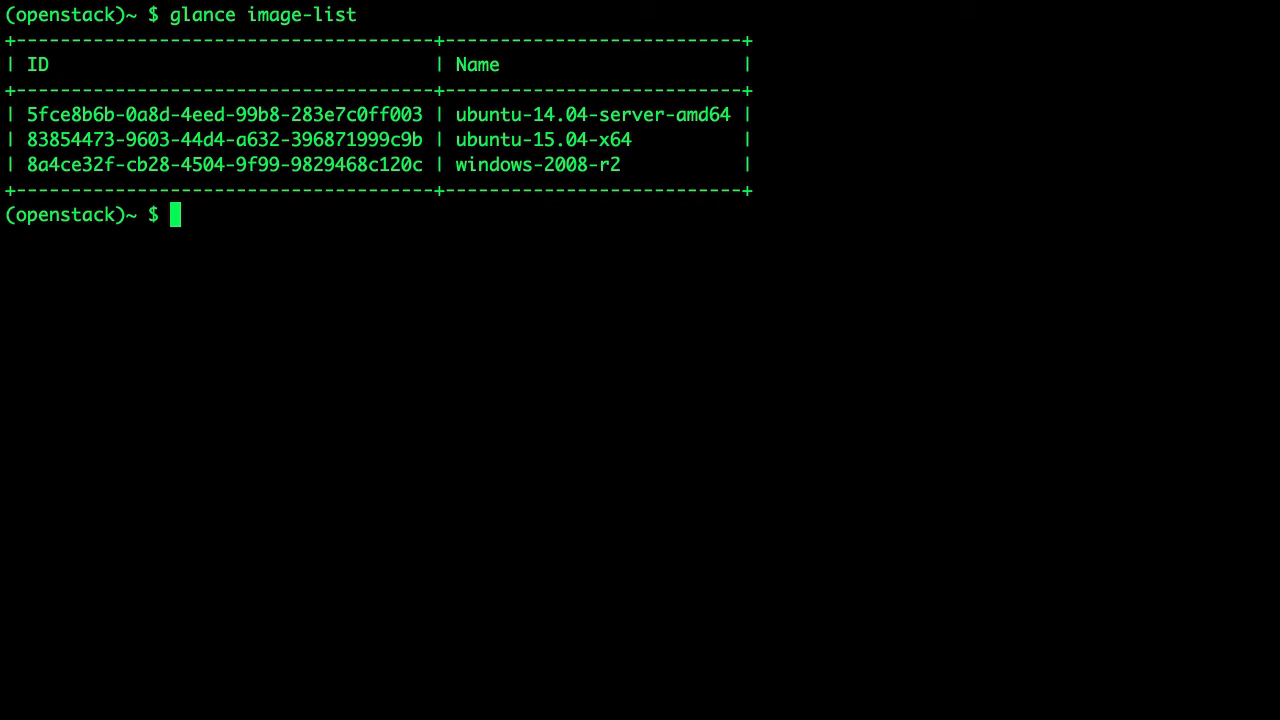 (openstack)~ $ glance image-list
+--------------------------------------+---------------------------+
| ID                                   | Name                      |
+--------------------------------------+---------------------------+
| 5fce8b6b-0a8d-4eed-99b8-283e7c0ff003 | ubuntu-14.04-server-amd64 |
| 83854473-9603-44d4-a632-396871999c9b | ubuntu-15.04-x64          |
| 8a4ce32f-cb28-4504-9f99-9829468c120c | windows-2008-r2           |
+--------------------------------------+---------------------------+
(openstack)~ $